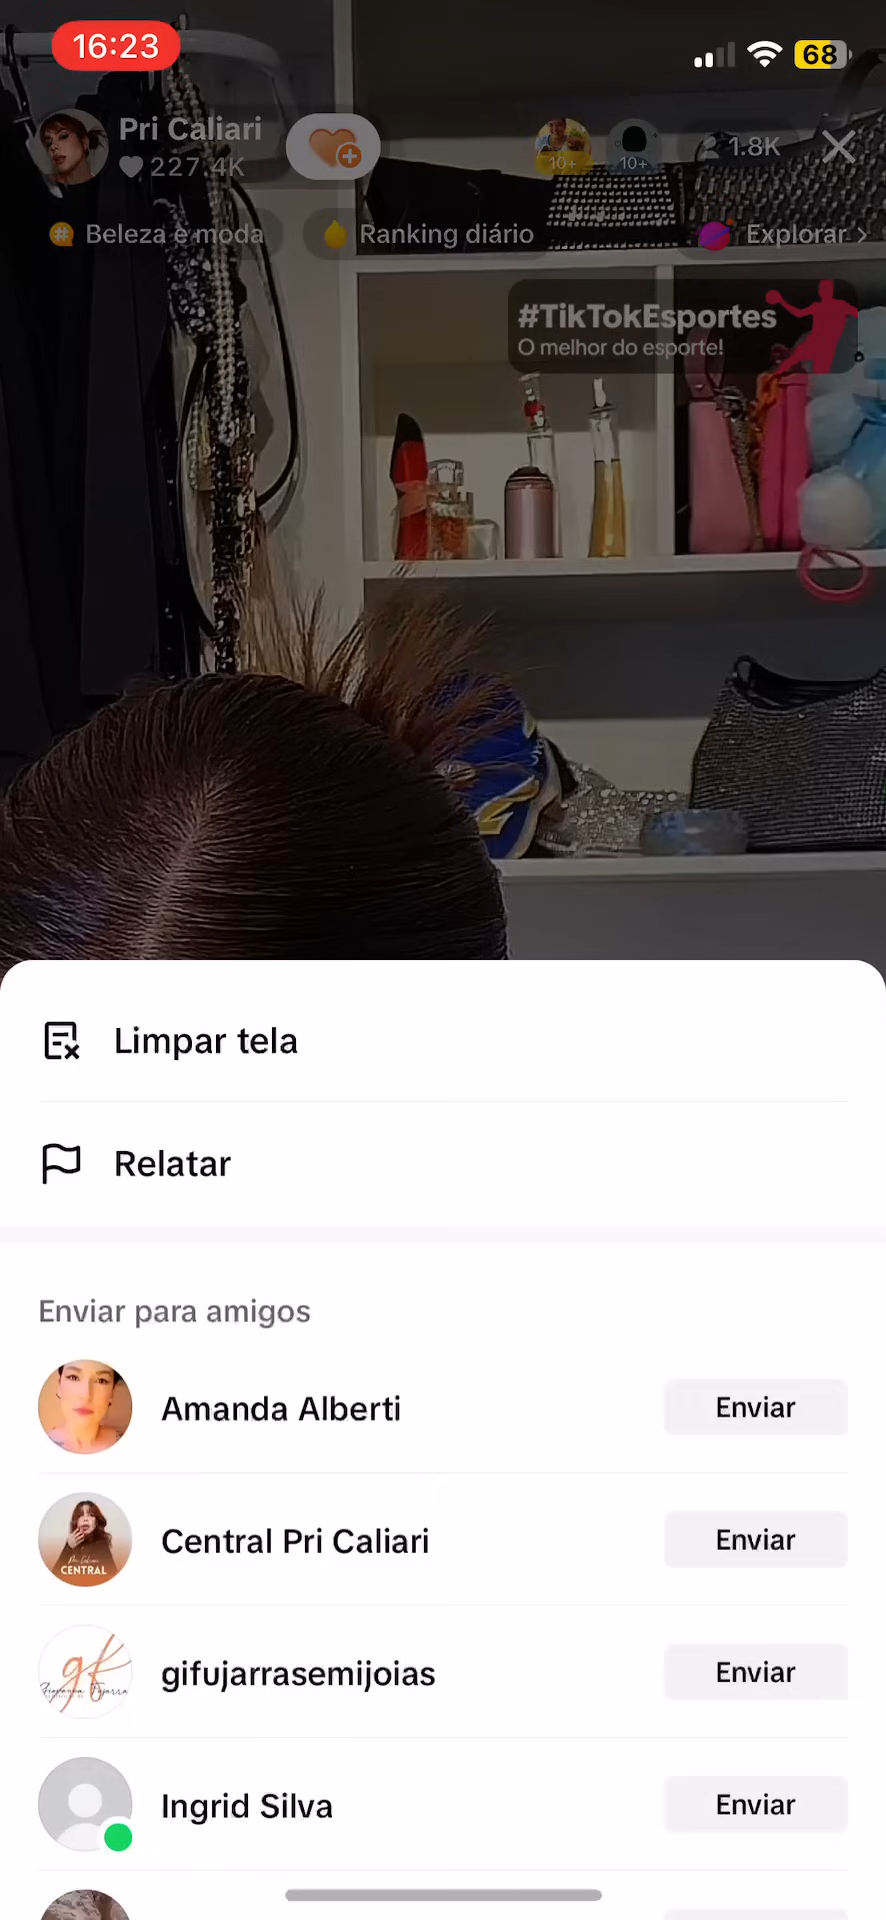 16:23
68
Pri Caliari
227.4K
10+
10+
1.8K
Beleza e moda
Ranking diário
Explorar >
#TikTokEsportes
O melhor do esporte!
Limpar tela
Relatar
Enviar para amigos
Amanda Alberti
Enviar
CENTRAL
Central Pri Caliari
Enviar
gk
gifujarrasemijoias
Enviar
Ingrid Silva
Enviar